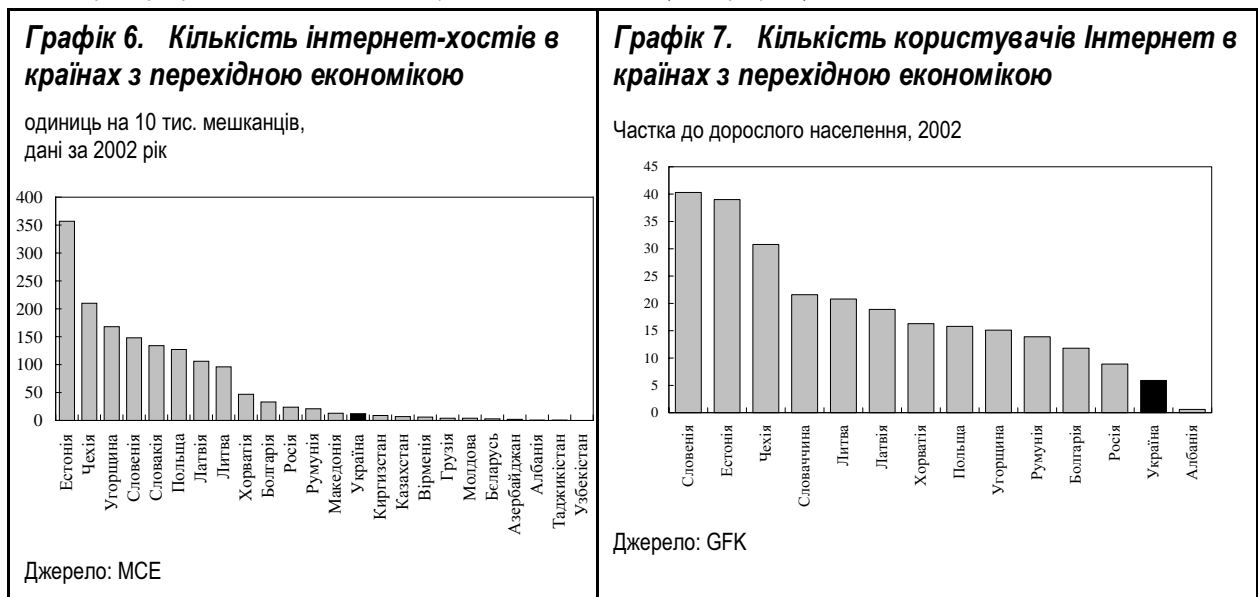 Графік 6. Кількість інтернет-хостів в
країнах з перехідною економікою
одиниць на 10 тис. мешканців,
дані за 2002 рік
400
350
300
250
200
150
100
50
0
Естонія
Чехія
Угорщина
Словенія
Словакія
Польща
Латвія
Литва
Хорватія
Болгарія
Росія
Румунія
Македонія
Україна
Киргизстан
Казахстан
Вірменія
Грузія
Молдова
Бєларусь
Азербайджан
Албанія
Таджикістан
Узбекістан
Джерело: МСЕ
Графік 7. Кількість користувачів Інтернет в
країнах з перехідною економікою
Частка до дорослого населення, 2002
45
40
35
30
25
20
15
10
5
0
Словенія
Естонія
Чехія
Словаччина
Литва
Латвія
Хорватія
Польща
Угорщина
Румунія
Болгарія
Росія
Україна
Албанія
Джерело: GFK